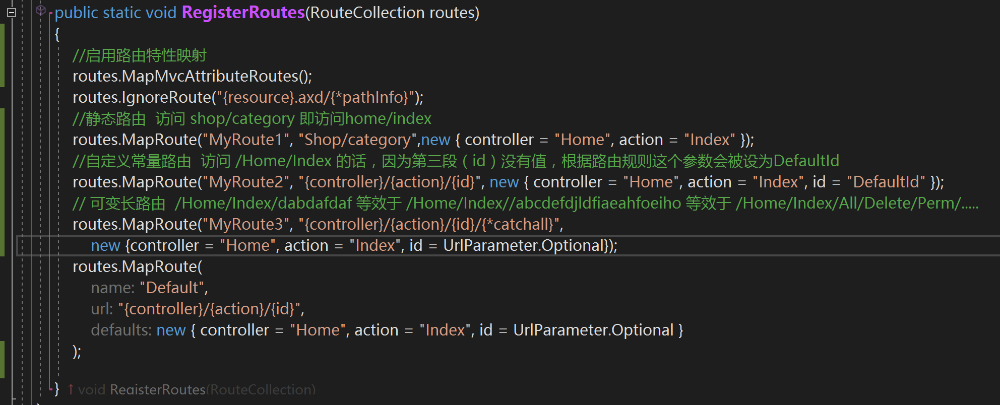 public static void RegisterRoutes(RouteCollection routes)
{
//启用路由特性映射
routes.MapMvcAttributeRoutes();
routes.IgnoreRoute("{resource}.axd/{*pathInfo}");
//静态路由  访问 shop/category 即访问home/index
routes.MapRoute("MyRoute1", "Shop/category",new { controller = "Home", action = "Index" });
//自定义常量路由  访问 /Home/Index 的话，因为第三段（id）没有值，根据路由规则这个参数会被设为DefaultId
routes.MapRoute("MyRoute2", "{controller}/{action}/{id}", new { controller = "Home", action = "Index", id = "DefaultId" });
// 可变长路由  /Home/Index/dabdafdaf 等效于 /Home/Index//abcdefdjldfiaeahfoeiho 等效于 /Home/Index/All/Delete/Perm/.....
routes.MapRoute("MyRoute3", "{controller}/{action}/{id}/{*catchall}",
new {controller = "Home", action = "Index", id = UrlParameter.Optional});
routes.MapRoute(
name: "Default",
url: "{controller}/{action}/{id}",
defaults: new { controller = "Home", action = "Index", id = UrlParameter.Optional }
);
} ↑ void RegisterRoutes(RouteCollection)